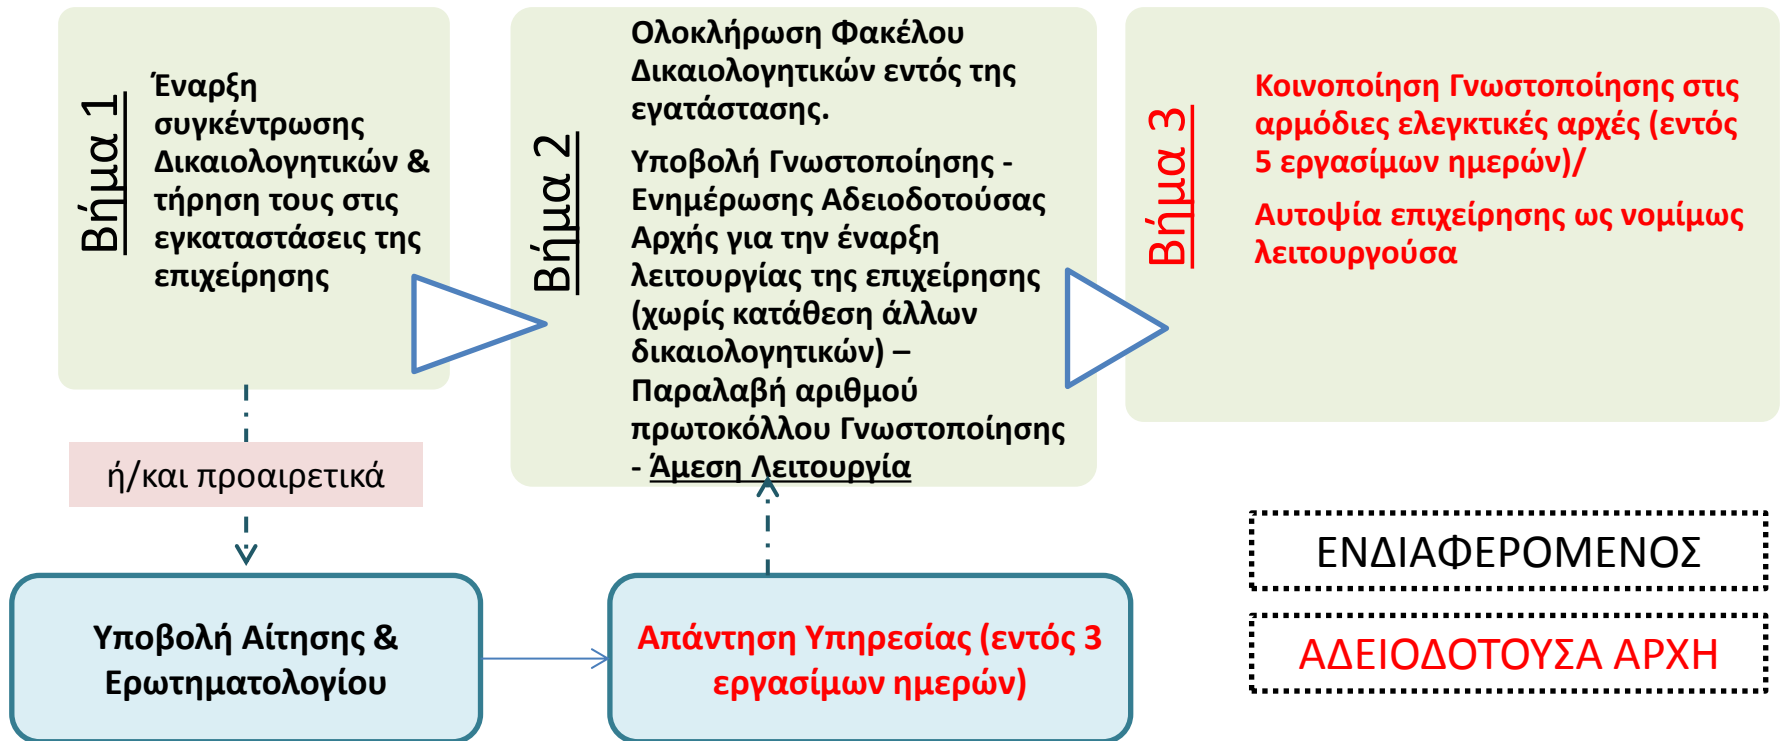 Βήμα 1
Έναρξη
συγκέντρωσης
Δικαιολογητικών &
τήρηση τους στις
εγκαταστάσεις της
επιχείρησης
Βήμα 2
Ολοκλήρωση Φακέλου
Δικαιολογητικών εντός της
εγατάστασης.
Υποβολή Γνωστοποίησης -
Ενημέρωσης Αδειοδοτούσας
Αρχής για την έναρξη
λειτουργίας της επιχείρησης
(χωρίς κατάθεση άλλων
δικαιολογητικών) –
Παραλαβή αριθμού
πρωτοκόλλου Γνωστοποίησης
- Άμεση Λειτουργία
Βήμα 3
Κοινοποίηση Γνωστοποίησης στις
αρμόδιες ελεγκτικές αρχές (εντός
5 εργασίμων ημερών)/
Αυτοψία επιχείρησης ως νομίμως
λειτουργούσα
ή/και προαιρετικά
Υποβολή Αίτησης &
Ερωτηματολογίου
Απάντηση Υπηρεσίας (εντός 3
εργασίμων ημερών)
ΕΝΔΙΑΦΕΡΟΜΕΝΟΣ
ΑΔΕΙΟΔΟΤΟΥΣΑ ΑΡΧΗ